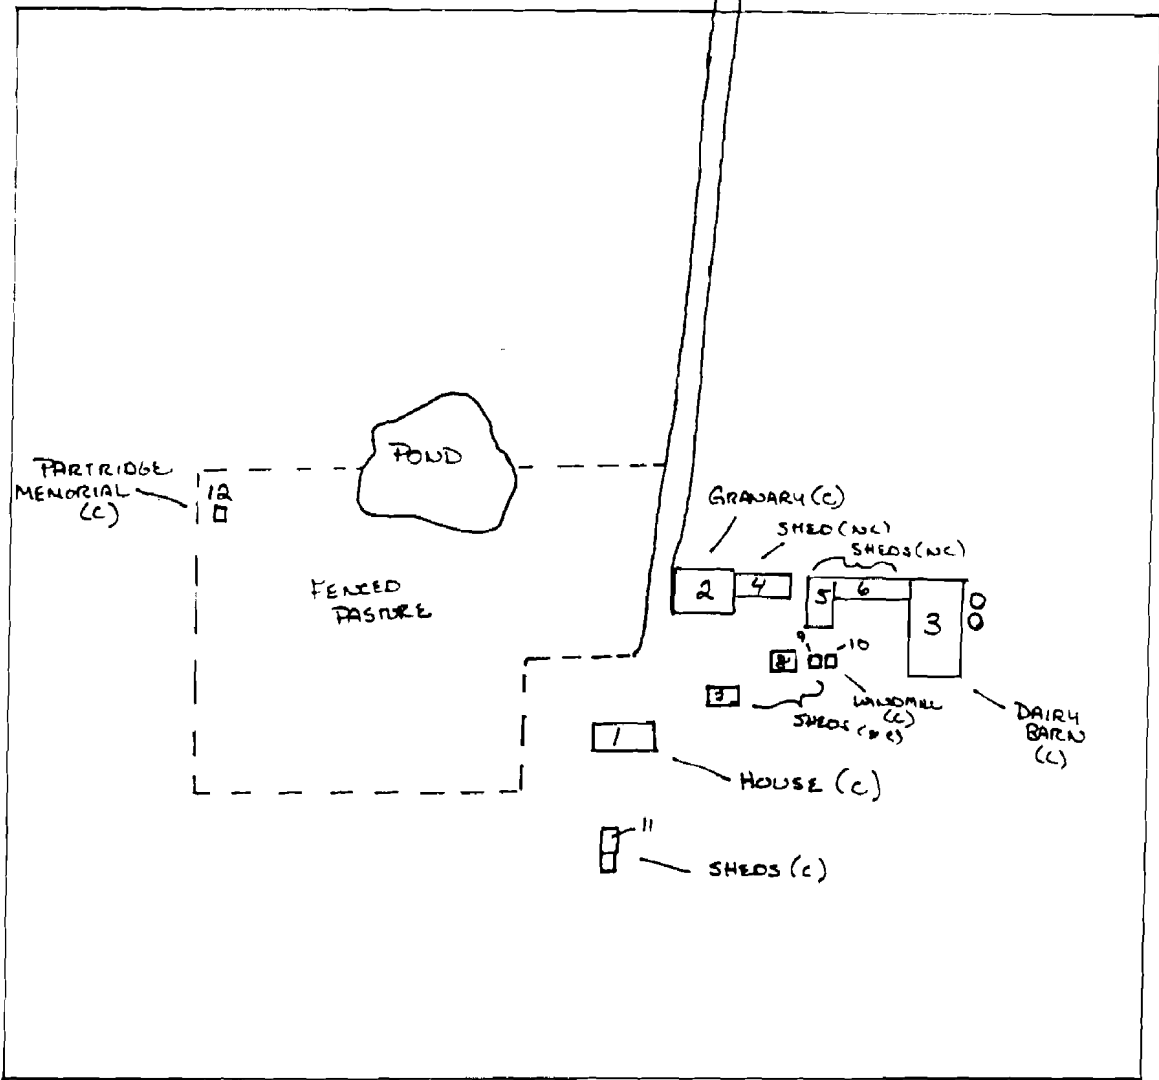 POND
PARTRIDGE
MEMORIAL
(C)
12
GRANARY (C)
SHED (NC)
SHEDS (NC)
FENCED
PASTURE
2
4
5
6
3
9
10
8
7
WINDMILL
(C)
SHEDS (NC)
DAIRY
BARN
(C)
1
HOUSE (C)
11
SHEDS (C)